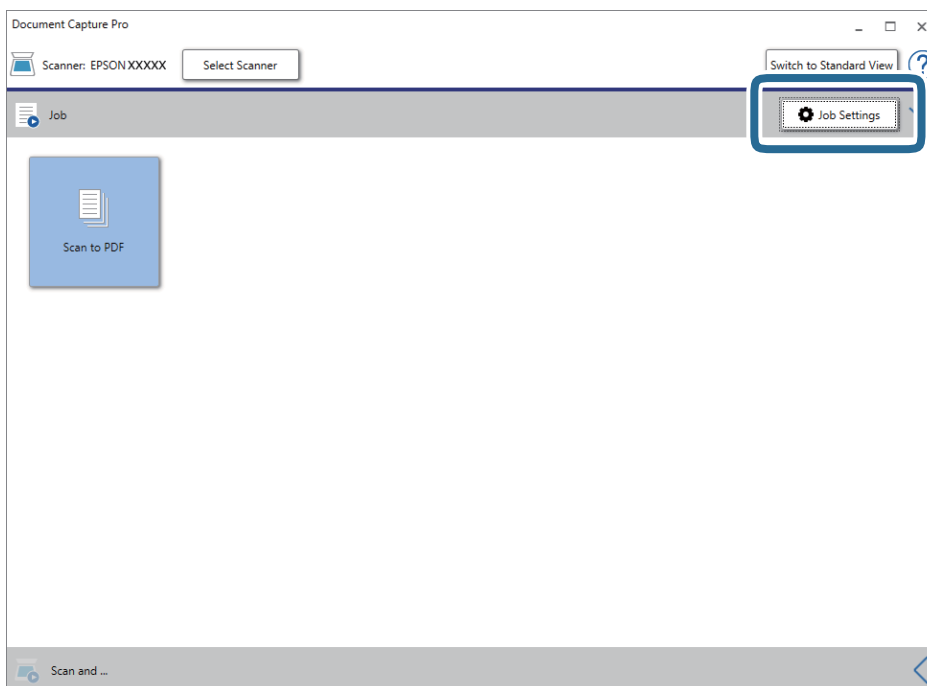 Document Capture Pro
Scanner: EPSON XXXXX
Select Scanner
Switch to Standard View
?
Job
Job Settings
Scan to PDF
Scan and ...